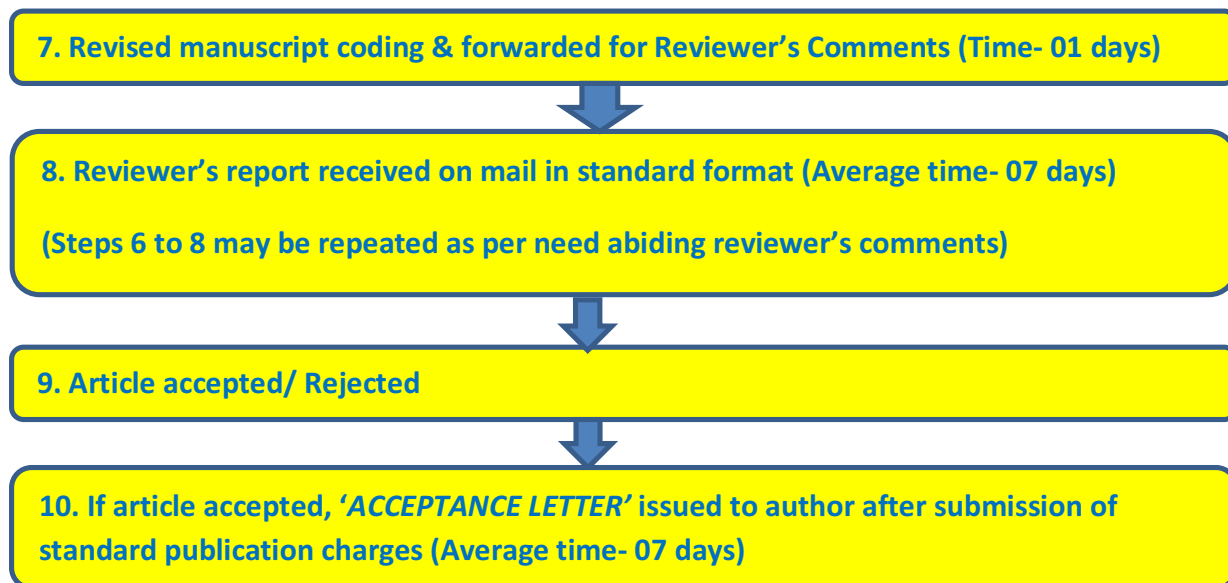 7. Revised manuscript coding & forwarded for Reviewer’s Comments (Time- 01 days)
8. Reviewer’s report received on mail in standard format (Average time- 07 days)
(Steps 6 to 8 may be repeated as per need abiding reviewer’s comments)
9. Article accepted/ Rejected
10. If article accepted, ‘ACCEPTANCE LETTER’ issued to author after submission of
standard publication charges (Average time- 07 days)